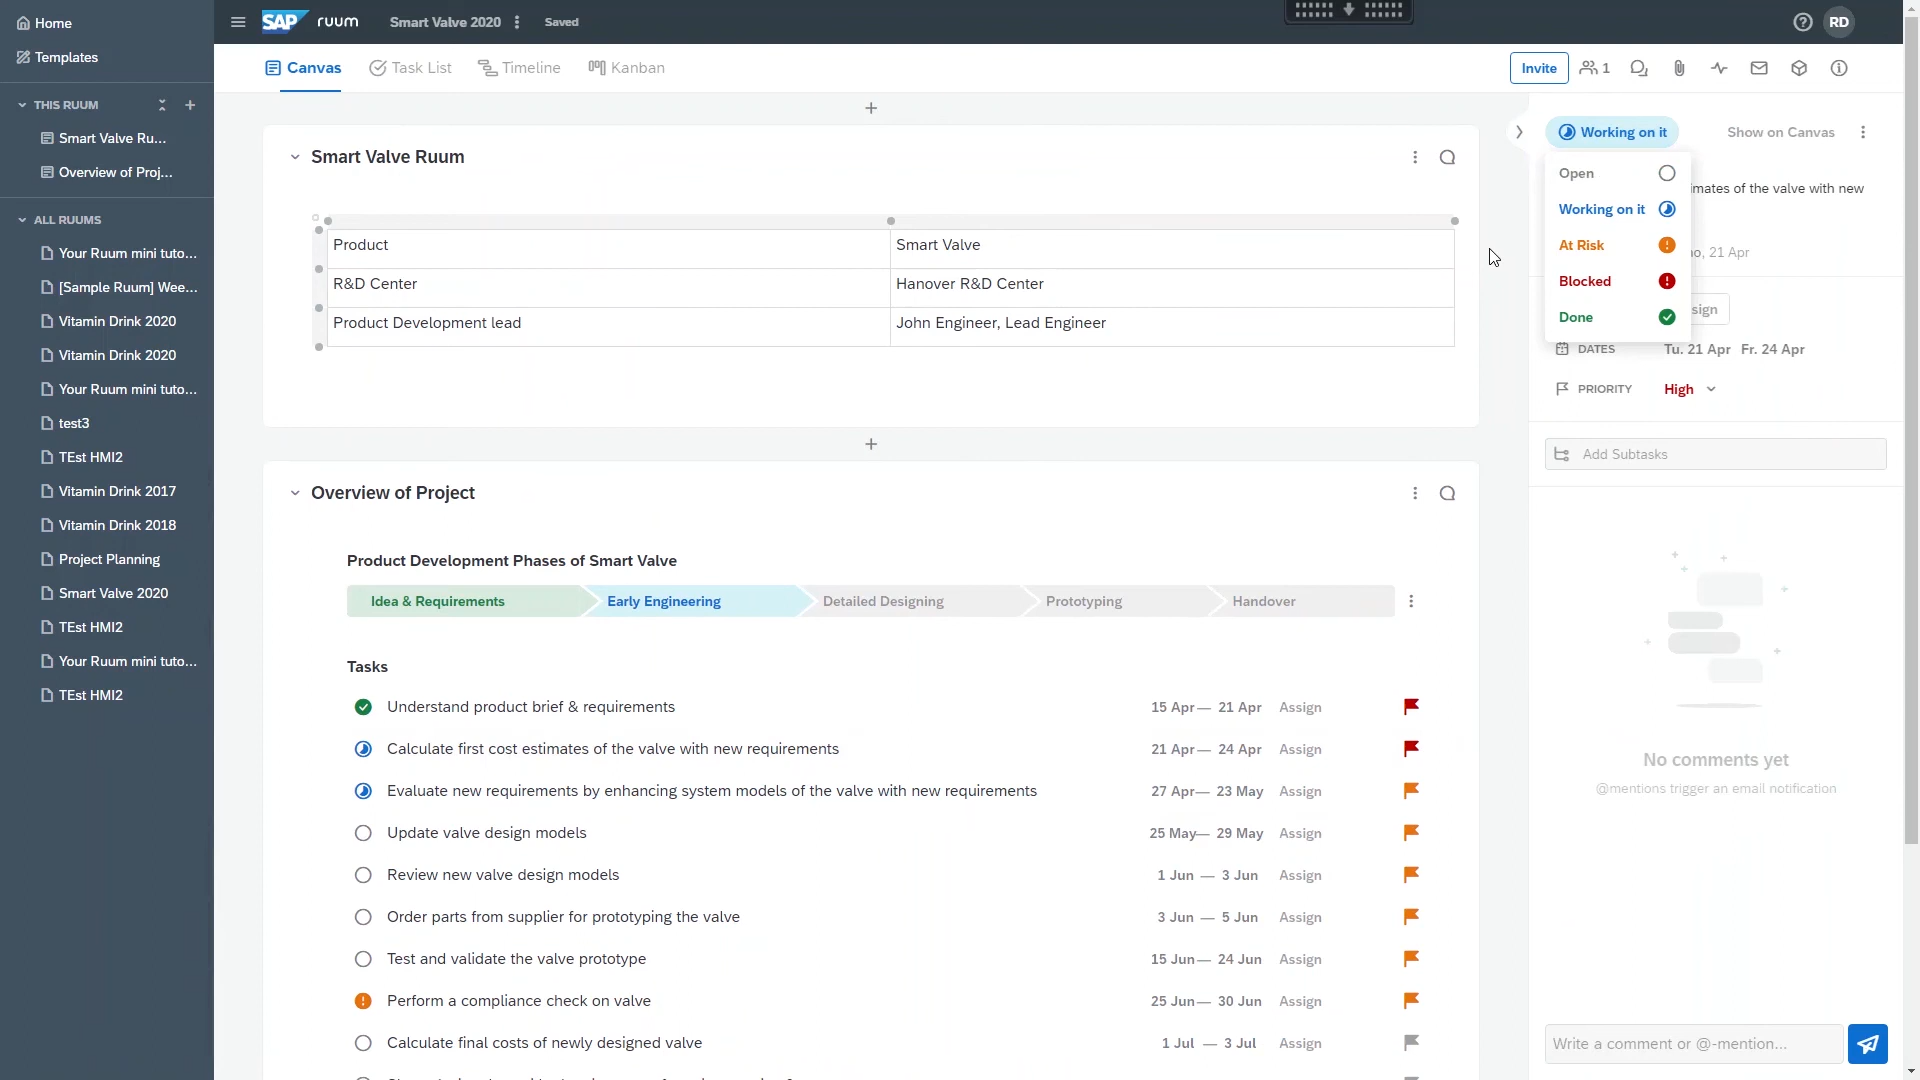 Home
Templates
THIS RUUM
Smart Valve Ru...
Overview of Proj...
ALL RUUMS
Your Ruum mini tuto...
[Sample Ruum] Wee...
Vitamin Drink 2020
Vitamin Drink 2020
Your Ruum mini tuto...
test3
TEst HMI2
Vitamin Drink 2017
Vitamin Drink 2018
Project Planning
Smart Valve 2020
TEst HMI2
Your Ruum mini tuto...
TEst HMI2
SAP ruum Smart Valve 2020 Saved RD
Canvas Task List Timeline Kanban Invite 1
Smart Valve Ruum
Product Smart Valve
R&D Center Hanover R&D Center
Product Development lead John Engineer, Lead Engineer
Overview of Project
Product Development Phases of Smart Valve
Idea & Requirements Early Engineering Detailed Designing Prototyping Handover
Tasks
Understand product brief & requirements 15 Apr — 21 Apr Assign
Calculate first cost estimates of the valve with new requirements 21 Apr — 24 Apr Assign
Evaluate new requirements by enhancing system models of the valve with new requirements 27 Apr — 23 May Assign
Update valve design models 25 May — 29 May Assign
Review new valve design models 1 Jun — 3 Jun Assign
Order parts from supplier for prototyping the valve 3 Jun — 5 Jun Assign
Test and validate the valve prototype 15 Jun — 24 Jun Assign
Perform a compliance check on valve 25 Jun — 30 Jun Assign
Calculate final costs of newly designed valve 1 Jul — 3 Jul Assign
Working on it Show on Canvas
Open
Working on it
At Risk
Blocked
Done
imates of the valve with new
no, 21 Apr
sign
DATES Tu. 21 Apr Fr. 24 Apr
PRIORITY High
Add Subtasks
No comments yet
@mentions trigger an email notification
Write a comment or @-mention...